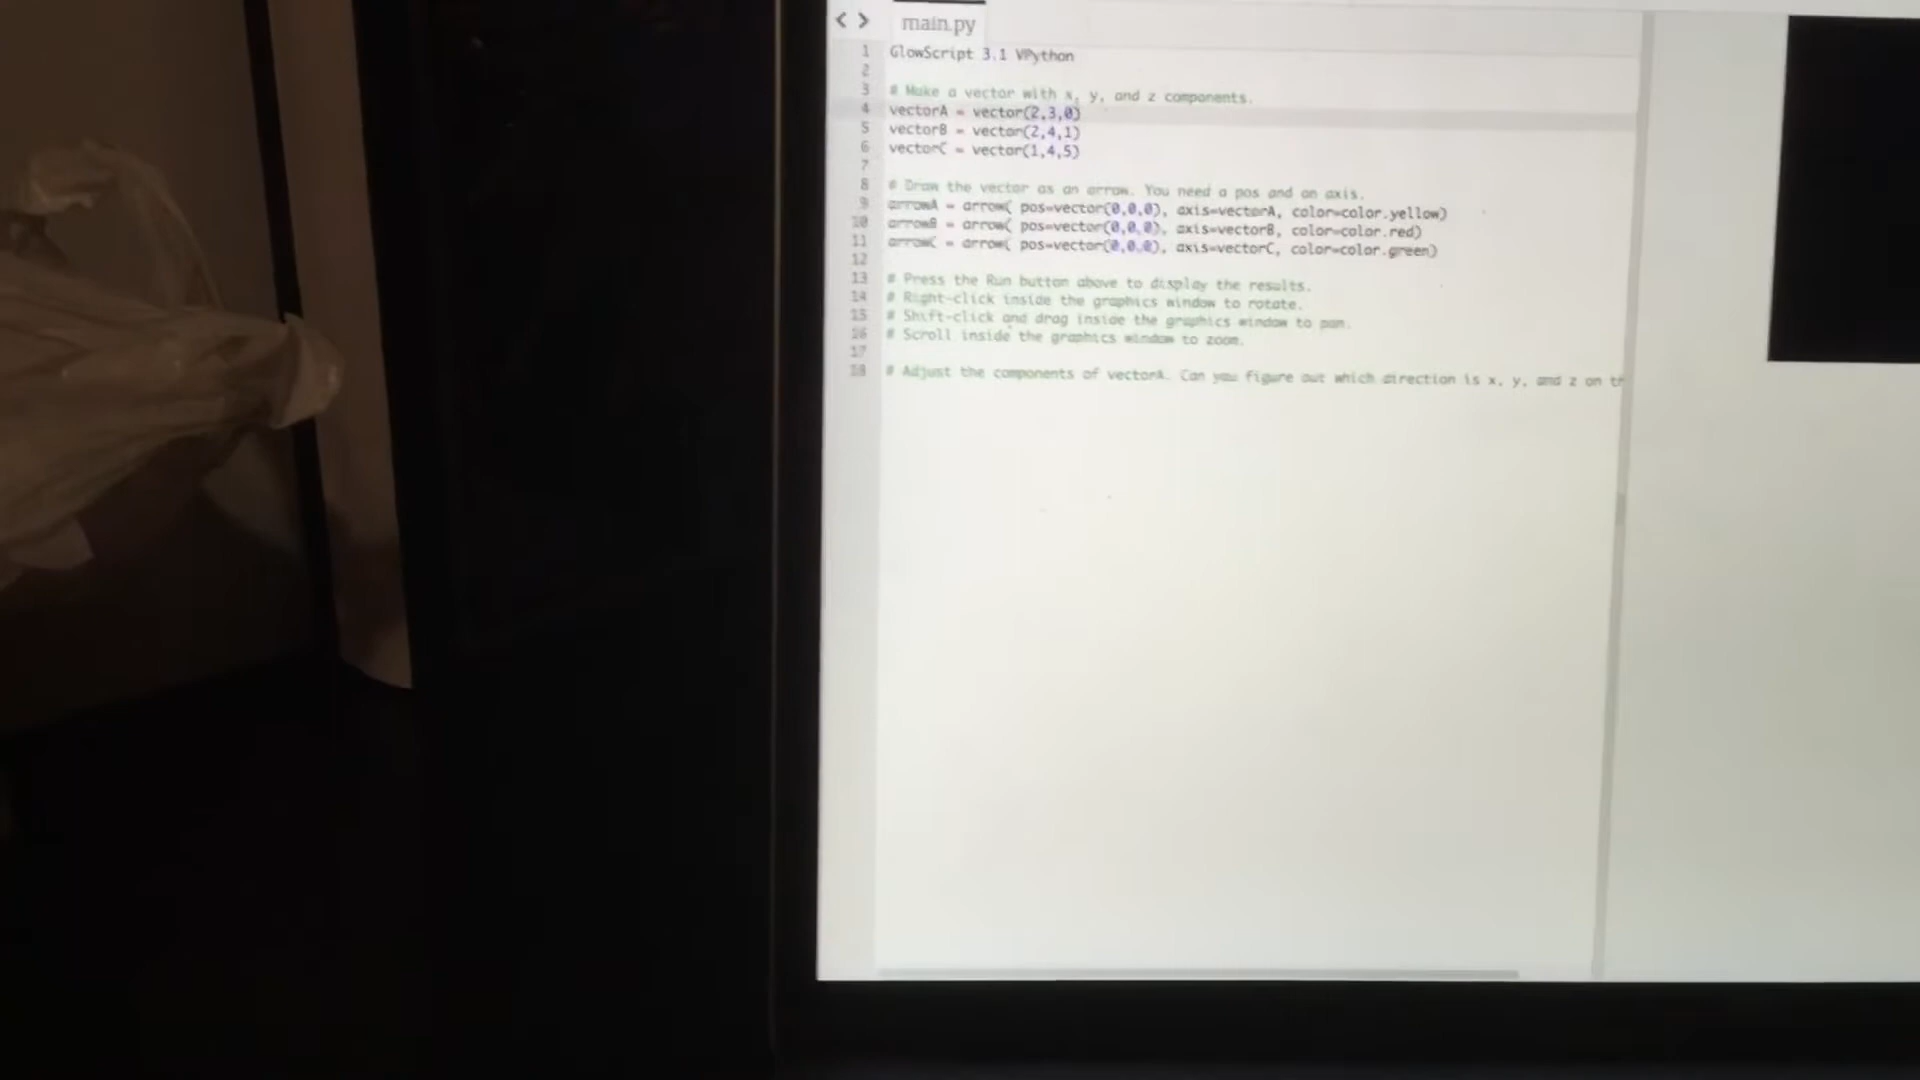 main.py
1 GlowScript 3.1 VPython
2
3 # Make a vector with x, y, and z components.
4 vectorA = vector(2,3,0)
5 vectorB = vector(2,4,1)
6 vectorC = vector(1,4,5)
7
8 # Draw the vector as an arrow. You need a pos and an axis.
9 arrowA = arrow( pos=vector(0,0,0), axis=vectorA, color=color.yellow)
10 arrowB = arrow( pos=vector(0,0,0), axis=vectorB, color=color.red)
11 arrowC = arrow( pos=vector(0,0,0), axis=vectorC, color=color.green)
12
13 # Press the Run button above to display the results.
14 # Right-click inside the graphics window to rotate.
15 # Shift-click and drag inside the graphics window to pan.
16 # Scroll inside the graphics window to zoom.
17
18 # Adjust the components of vectorA. Can you figure out which direction is x, y, and z on